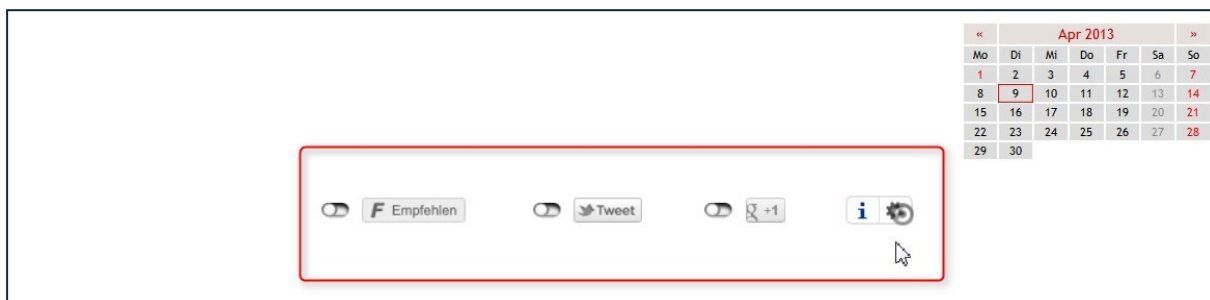 « Apr 2013 »
Mo Di Mi Do Fr Sa So
1 2 3 4 5 6 7
8 9 10 11 12 13 14
15 16 17 18 19 20 21
22 23 24 25 26 27 28
29 30
F Empfehlen Tweet g +1 i